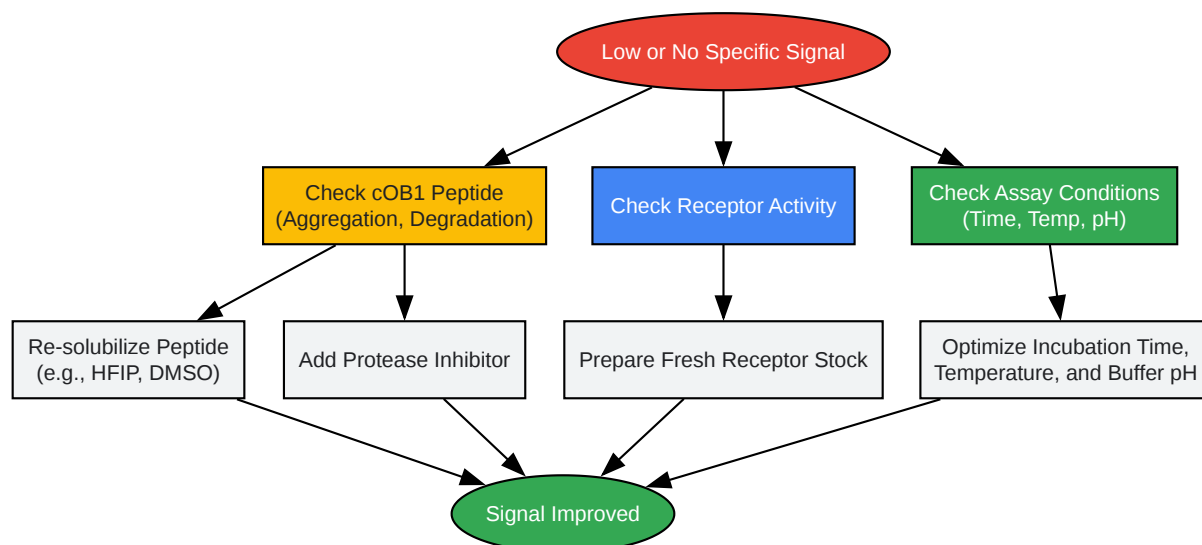 Low or No Specific Signal
Check cOB1 Peptide
(Aggregation, Degradation)
Check Receptor Activity
Check Assay Conditions
(Time, Temp, pH)
Re-solubilize Peptide
(e.g., HFIP, DMSO)
Add Protease Inhibitor
Prepare Fresh Receptor Stock
Optimize Incubation Time,
Temperature, and Buffer pH
Signal Improved